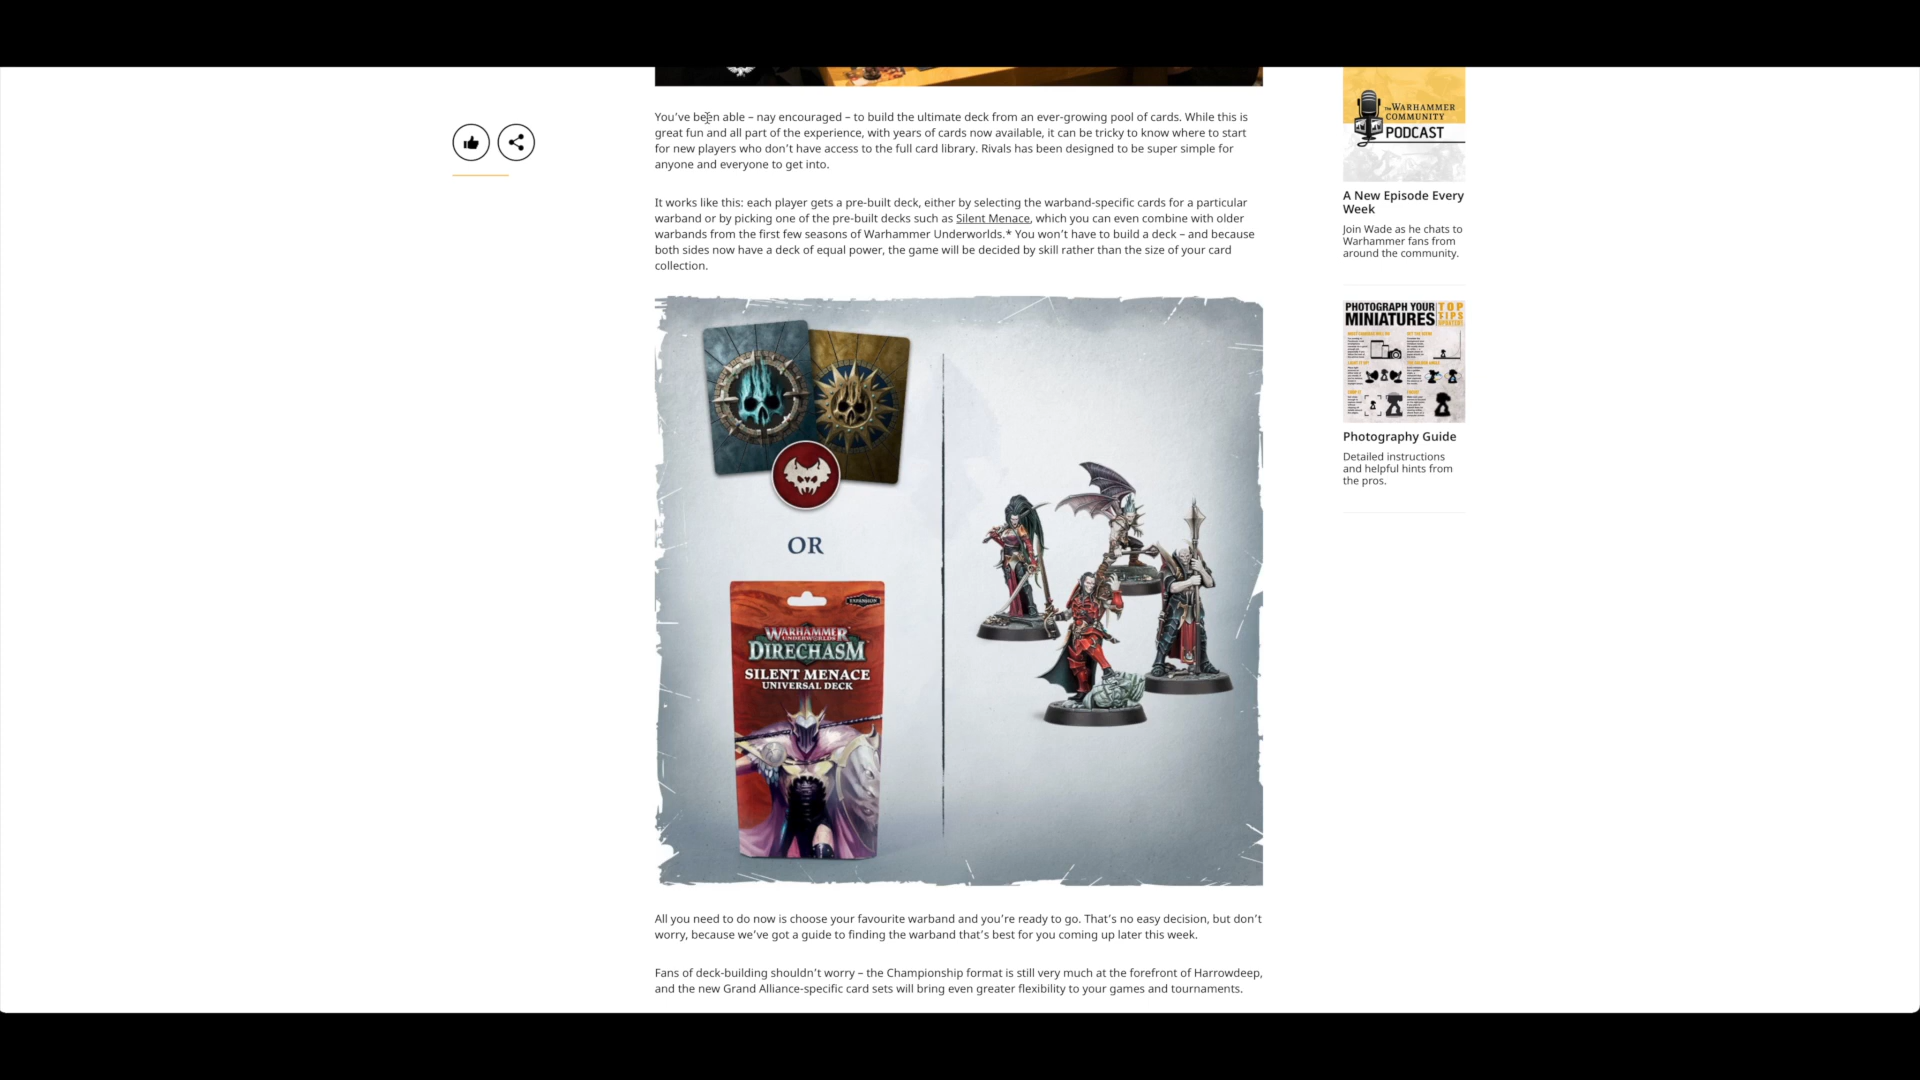 You've been able – nay encouraged – to build the ultimate deck from an ever-growing pool of cards. While this is
great fun and all part of the experience, with years of cards now available, it can be tricky to know where to start
for new players who don't have access to the full card library. Rivals has been designed to be super simple for
anyone and everyone to get into.
It works like this: each player gets a pre-built deck, either by selecting the warband-specific cards for a particular
warband or by picking one of the pre-built decks such as Silent Menace, which you can even combine with older
warbands from the first few seasons of Warhammer Underworlds.* You won't have to build a deck – and because
both sides now have a deck of equal power, the game will be decided by skill rather than the size of your card
collection.
OR
EXPANSION
WARHAMMER
UNDERWORLDS
DIRECHASM
SILENT MENACE
UNIVERSAL DECK
All you need to do now is choose your favourite warband and you're ready to go. That's no easy decision, but don't
worry, because we've got a guide to finding the warband that's best for you coming up later this week.
Fans of deck-building shouldn't worry – the Championship format is still very much at the forefront of Harrowdeep,
and the new Grand Alliance-specific card sets will bring even greater flexibility to your games and tournaments.
The WARHAMMER
COMMUNITY
PODCAST
A New Episode Every
Week
Join Wade as he chats to
Warhammer fans from
around the community.
PHOTOGRAPH YOUR
MINIATURES
TOP
TIPS
Photography Guide
Detailed instructions
and helpful hints from
the pros.